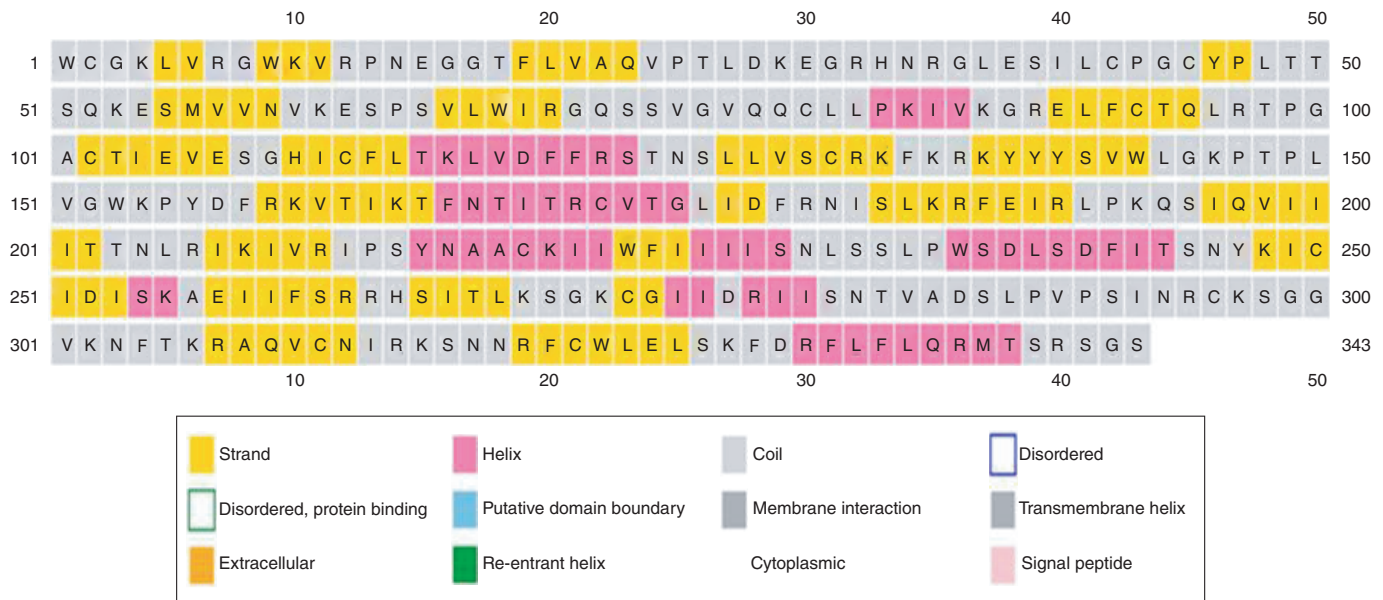 10 20 30 40 50
1 W C G K L V R G W K V R P N E G G T F L V A Q V P T L D K E G R H N R G L E S I L C P G C Y P L T T 50
51 S Q K E S M V V N V K E S P S V L W I R G Q S S V G V Q Q C L L P K I V K G R E L F C T Q L R T P G 100
101 A C T I E V E S G H I C F L T K L V D F F R S T N S L L V S C R K F K R K Y Y Y S V W L G K P T P L 150
151 V G W K P Y D F R K V T I K T F N T I T R C V T G L I D F R N I S L K R F E I R L P K Q S I Q V I I 200
201 I T T N L R I K I V R I P S Y N A A C K I I W F I I I I S N L S S L P W S D L S D F I T S N Y K I C 250
251 I D I S K A E I I F S R R H S I T L K S G K C G I I D R I I S N T V A D S L P V P S I N R C K S G G 300
301 V K N F T K R A Q V C N I R K S N N R F C W L E L S K F D R F L F L Q R M T S R S G S 343
10 20 30 40 50
Strand Helix Coil Disordered
Disordered, protein binding Putative domain boundary Membrane interaction Transmembrane helix
Extracellular Re-entrant helix Cytoplasmic Signal peptide